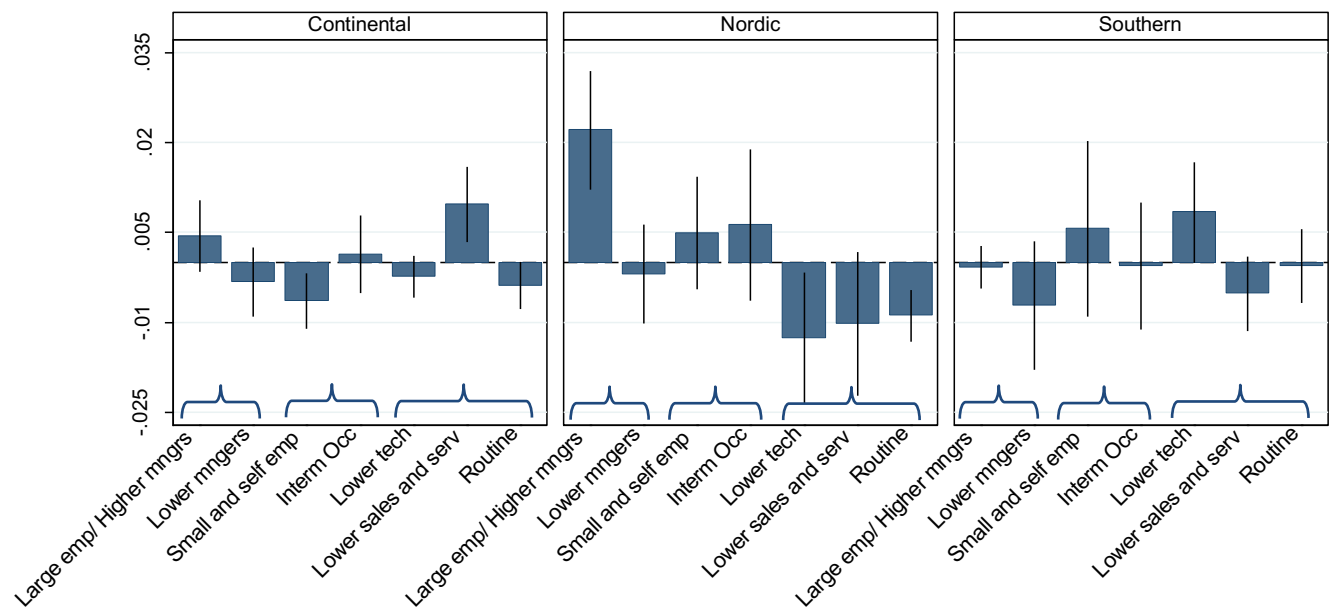 Continental
Nordic
Southern
.035
.02
.005
-.01
-.025
Large emp/ Higher mngrs
Lower mngers
Small and self emp
Interm Occ
Lower tech
Lower sales and serv
Routine
Large emp/ Higher mngrs
Lower mngers
Small and self emp
Interm Occ
Lower tech
Lower sales and serv
Routine
Large emp/ Higher mngrs
Lower mngers
Small and self emp
Interm Occ
Lower tech
Lower sales and serv
Routine